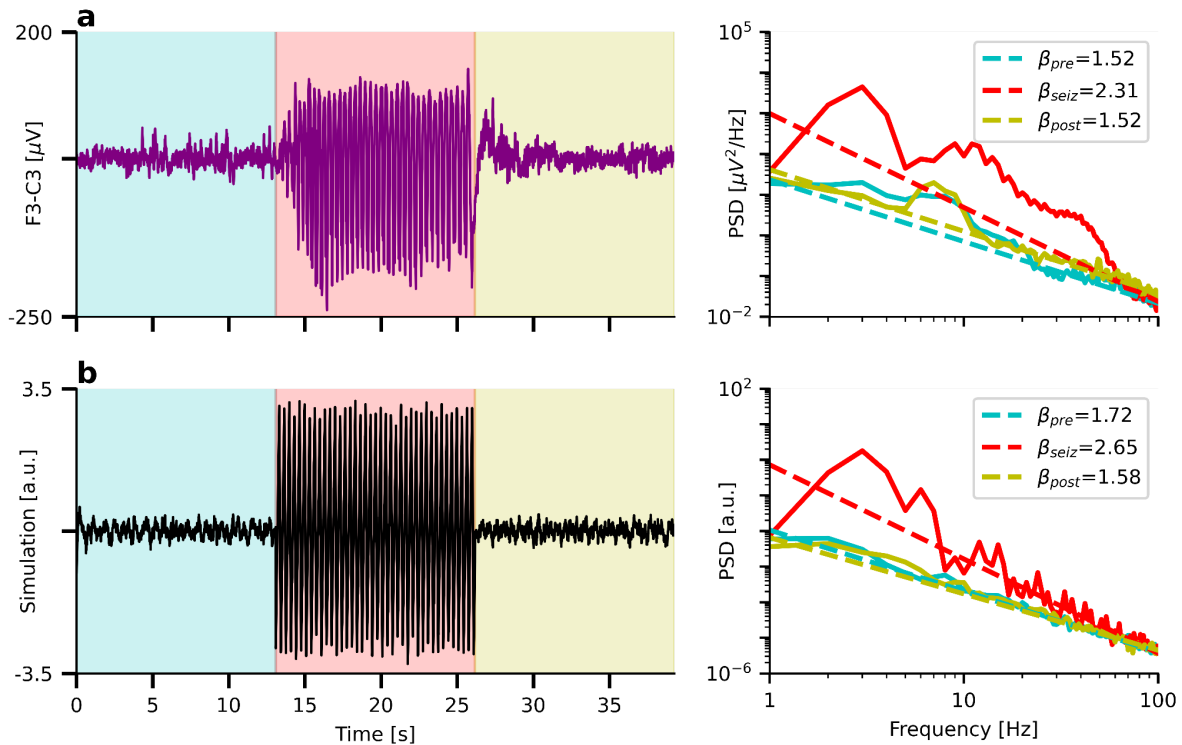 a
200
F3-C3 [μV]
-250
10^5
PSD [μV^2/Hz]
10^-2
β_pre=1.52
β_seiz=2.31
β_post=1.52
b
3.5
Simulation [a.u.]
-3.5
0 5 10 15 20 25 30 35
Time [s]
10^2
PSD [a.u.]
10^-6
β_pre=1.72
β_seiz=2.65
β_post=1.58
1 10 100
Frequency [Hz]